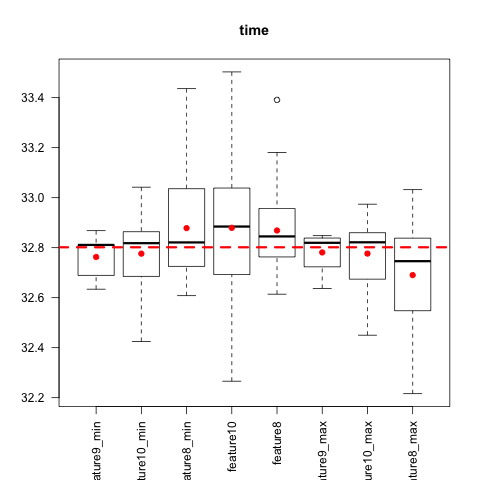 time
33.4
33.2
33.0
32.8
32.6
32.4
32.2
ature9_min
ture10_min
ature8_min
feature10
feature8
ature9_max
ture10_max
ture8_max